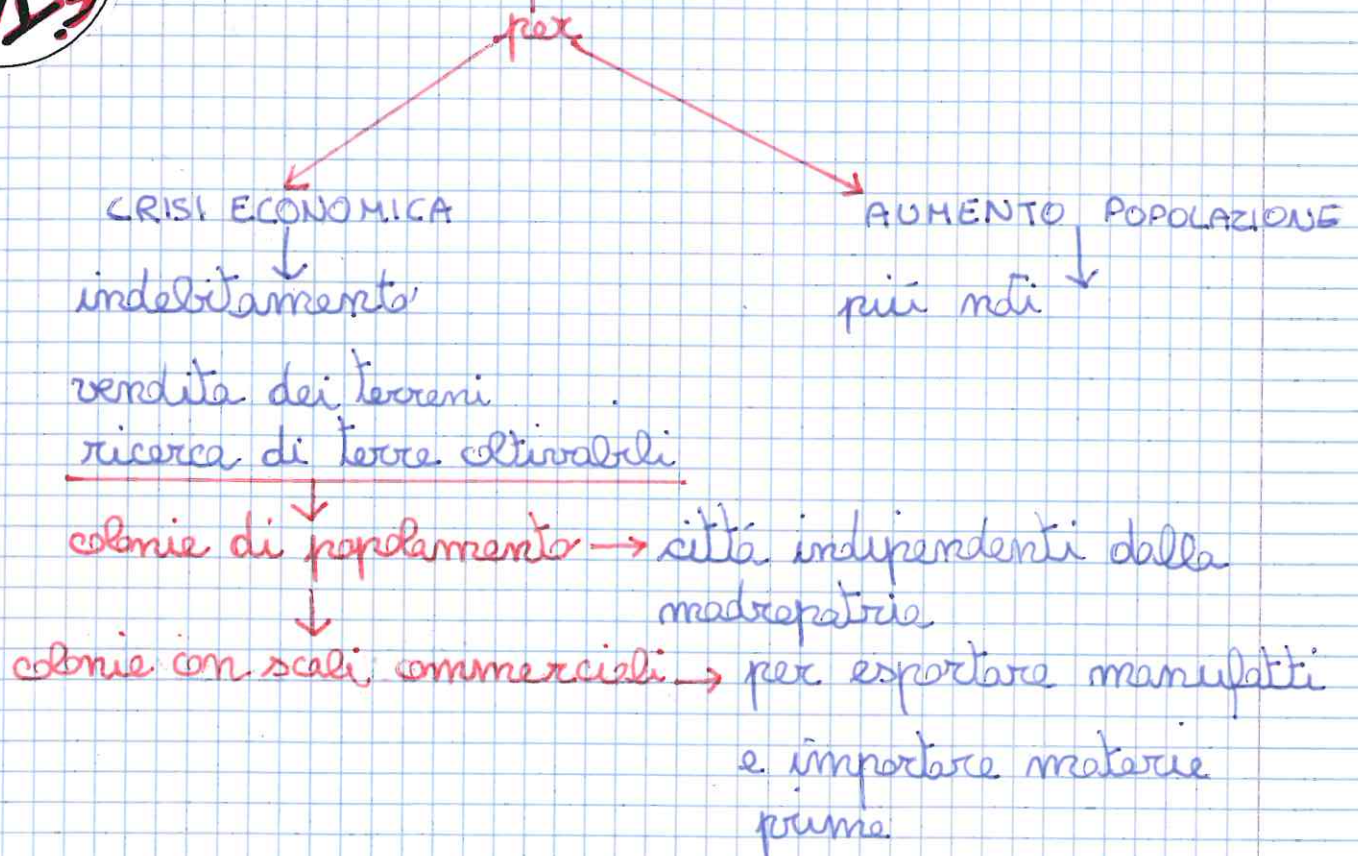 per
CRISI ECONOMICA
AUMENTO POPOLAZIONE
indebitamento
più nati
vendita dei terreni
ricerca di terre coltivabili
colonie di popolamento → città indipendenti dalla
madrepatria
colonie con scali commerciali → per esportare manufatti
e importare materie
prime